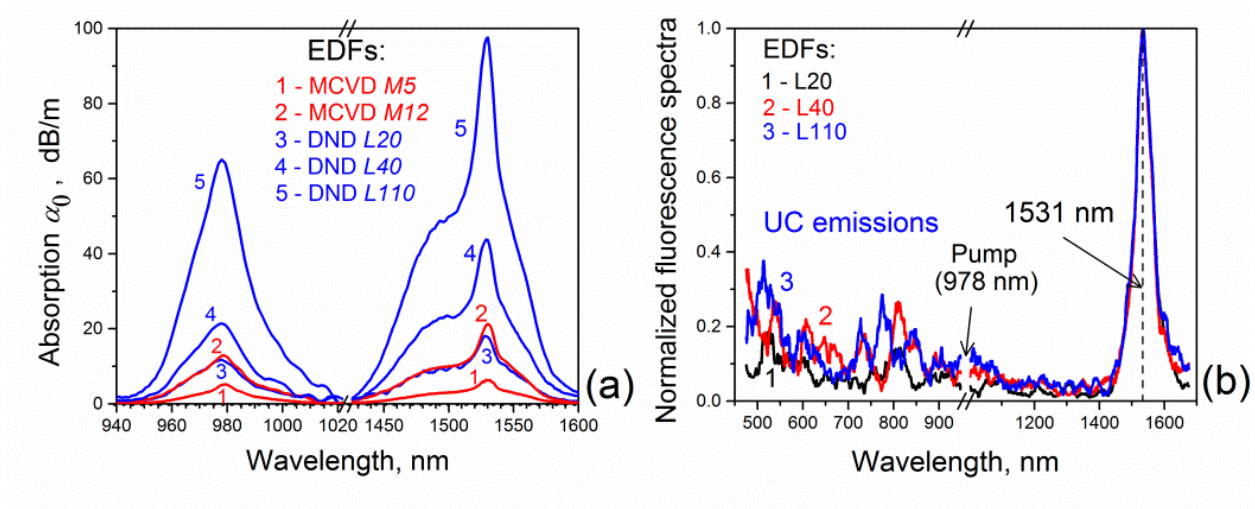 100
80
60
40
20
0
Absorption α0 , dB/m
//
EDFs:
1 - MCVD M5
2 - MCVD M12
3 - DND L20
4 - DND L40
5 - DND L110
5
4
2
3
1
5
4
2
3
1
940 960 980 1000 1020 1450 1500 1550 1600
Wavelength, nm
(a)
1.0
0.8
0.6
0.4
0.2
0.0
Normalized fluorescence spectra
EDFs:
1 - L20
2 - L40
3 - L110
UC emissions
1531 nm
Pump
(978 nm)
3
2
1
500 600 700 800 900 1200 1400 1600
Wavelength, nm
(b)